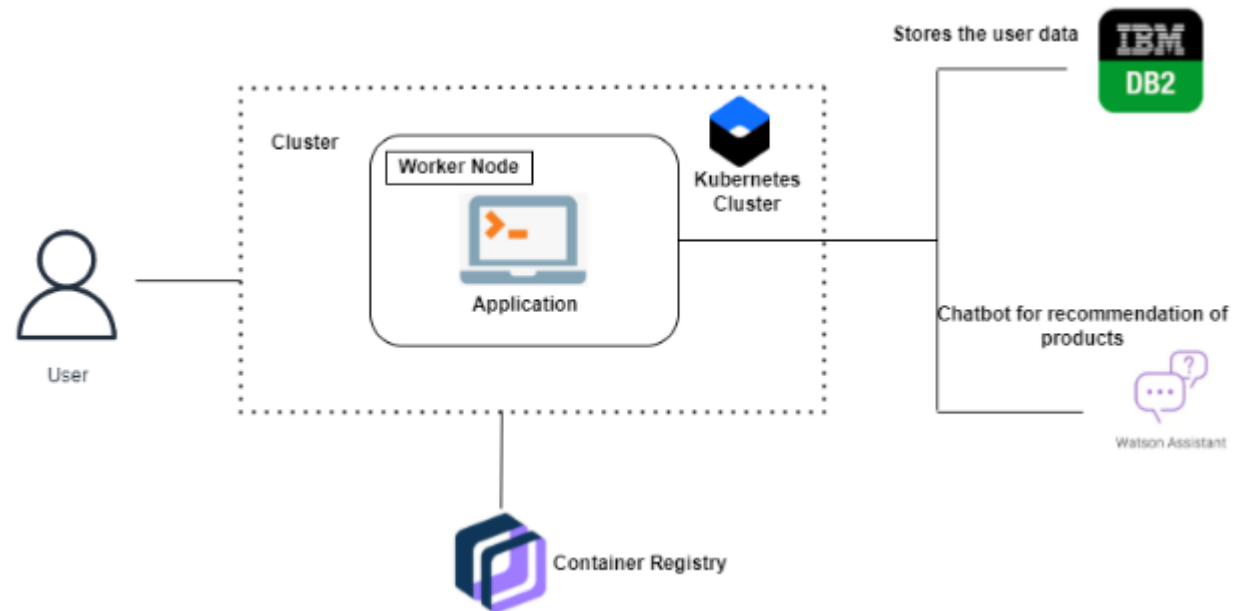 Stores the user data
IBM
DB2
Cluster
Worker Node
Kubernetes
Cluster
Application
User
Chatbot for recommendation of
products
?
Watson Assistant
Container Registry